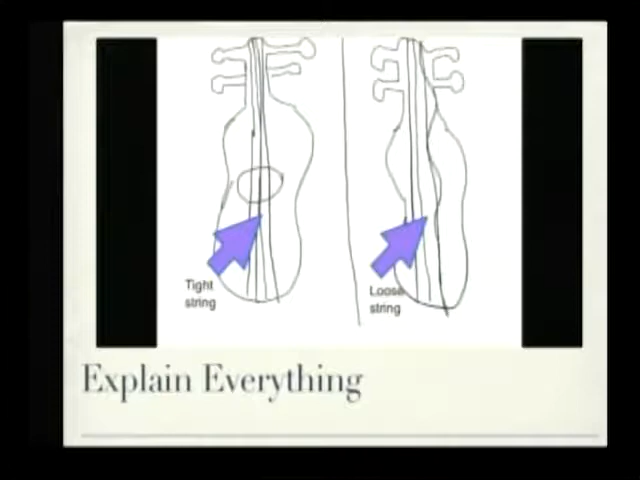 Tight
string
Loose
string
Explain Everything